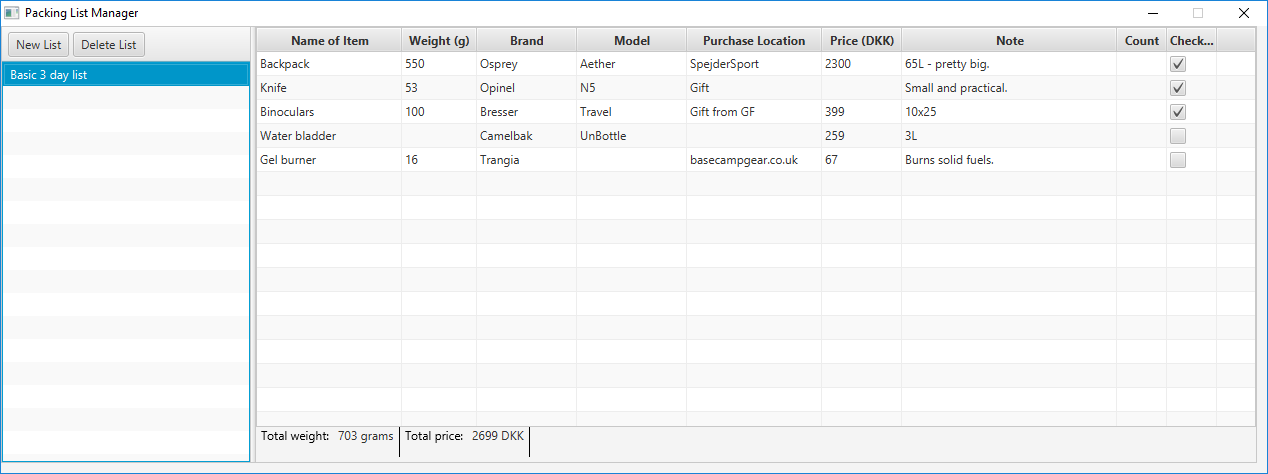 Packing List Manager
New List Delete List
Basic 3 day list
Name of Item Weight (g) Brand Model Purchase Location Price (DKK) Note Count Check...
Backpack 550 Osprey Aether SpejderSport 2300 65L - pretty big.
Knife 53 Opinel N5 Gift Small and practical.
Binoculars 100 Bresser Travel Gift from GF 399 10x25
Water bladder Camelbak UnBottle 259 3L
Gel burner 16 Trangia basecampgear.co.uk 67 Burns solid fuels.
Total weight: 703 grams Total price: 2699 DKK